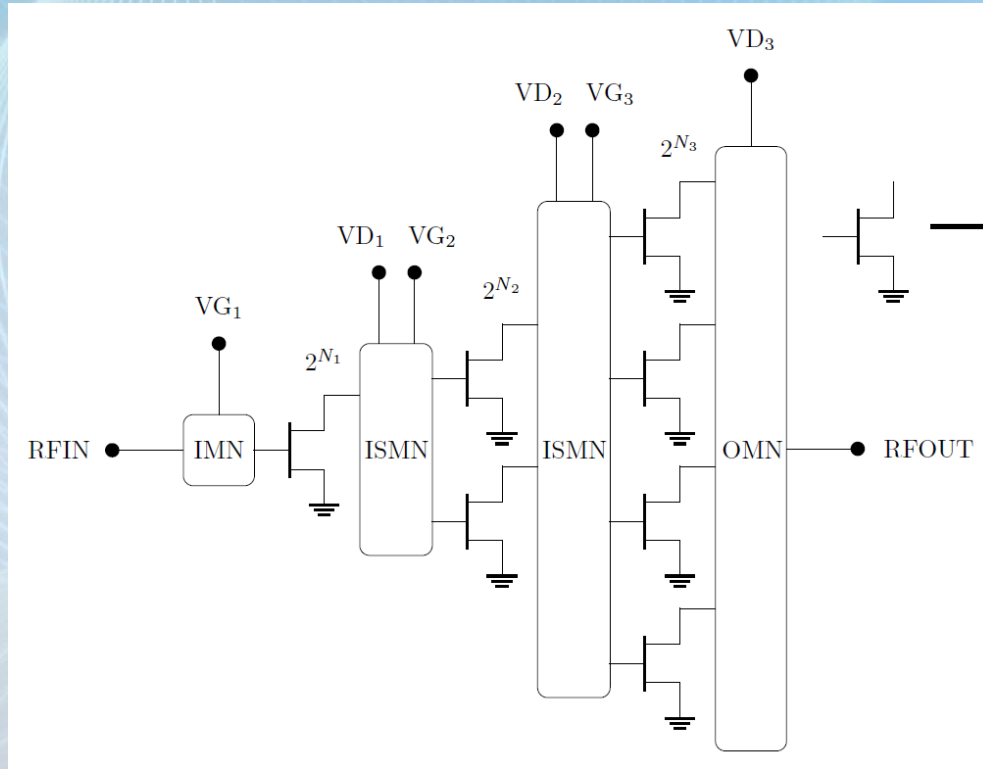 VD₃
VD₂ VG₃
2^{N₃}
VD₁ VG₂
2^{N₂}
VG₁
2^{N₁}
RFIN IMN ISMN ISMN OMN RFOUT